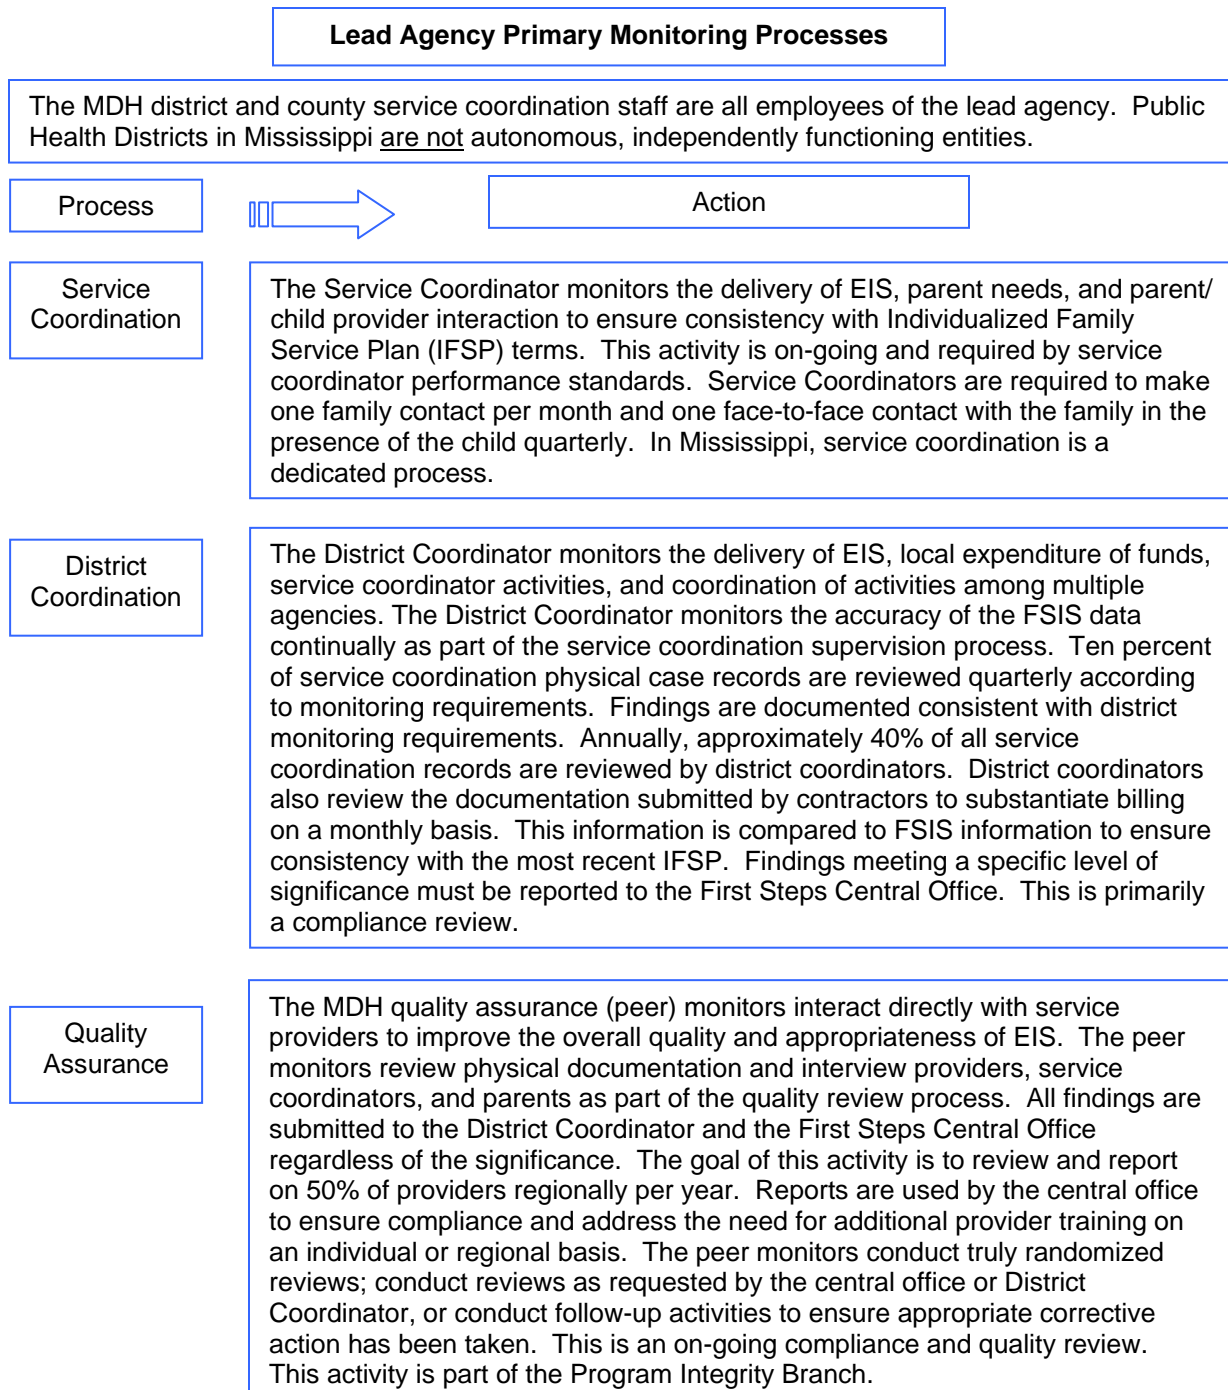 Lead Agency Primary Monitoring Processes
The MDH district and county service coordination staff are all employees of the lead agency.  Public
Health Districts in Mississippi are not autonomous, independently functioning entities.
Process
Action
Service
Coordination
The Service Coordinator monitors the delivery of EIS, parent needs, and parent/
child provider interaction to ensure consistency with Individualized Family
Service Plan (IFSP) terms.  This activity is on-going and required by service
coordinator performance standards.  Service Coordinators are required to make
one family contact per month and one face-to-face contact with the family in the
presence of the child quarterly.  In Mississippi, service coordination is a
dedicated process.
District
Coordination
The District Coordinator monitors the delivery of EIS, local expenditure of funds,
service coordinator activities, and coordination of activities among multiple
agencies. The District Coordinator monitors the accuracy of the FSIS data
continually as part of the service coordination supervision process.  Ten percent
of service coordination physical case records are reviewed quarterly according
to monitoring requirements.  Findings are documented consistent with district
monitoring requirements.  Annually, approximately 40% of all service
coordination records are reviewed by district coordinators.  District coordinators
also review the documentation submitted by contractors to substantiate billing
on a monthly basis.  This information is compared to FSIS information to ensure
consistency with the most recent IFSP.  Findings meeting a specific level of
significance must be reported to the First Steps Central Office.  This is primarily
a compliance review.
Quality
Assurance
The MDH quality assurance (peer) monitors interact directly with service
providers to improve the overall quality and appropriateness of EIS.  The peer
monitors review physical documentation and interview providers, service
coordinators, and parents as part of the quality review process.  All findings are
submitted to the District Coordinator and the First Steps Central Office
regardless of the significance.  The goal of this activity is to review and report
on 50% of providers regionally per year.  Reports are used by the central office
to ensure compliance and address the need for additional provider training on
an individual or regional basis.  The peer monitors conduct truly randomized
reviews; conduct reviews as requested by the central office or District
Coordinator, or conduct follow-up activities to ensure appropriate corrective
action has been taken.  This is an on-going compliance and quality review.
This activity is part of the Program Integrity Branch.